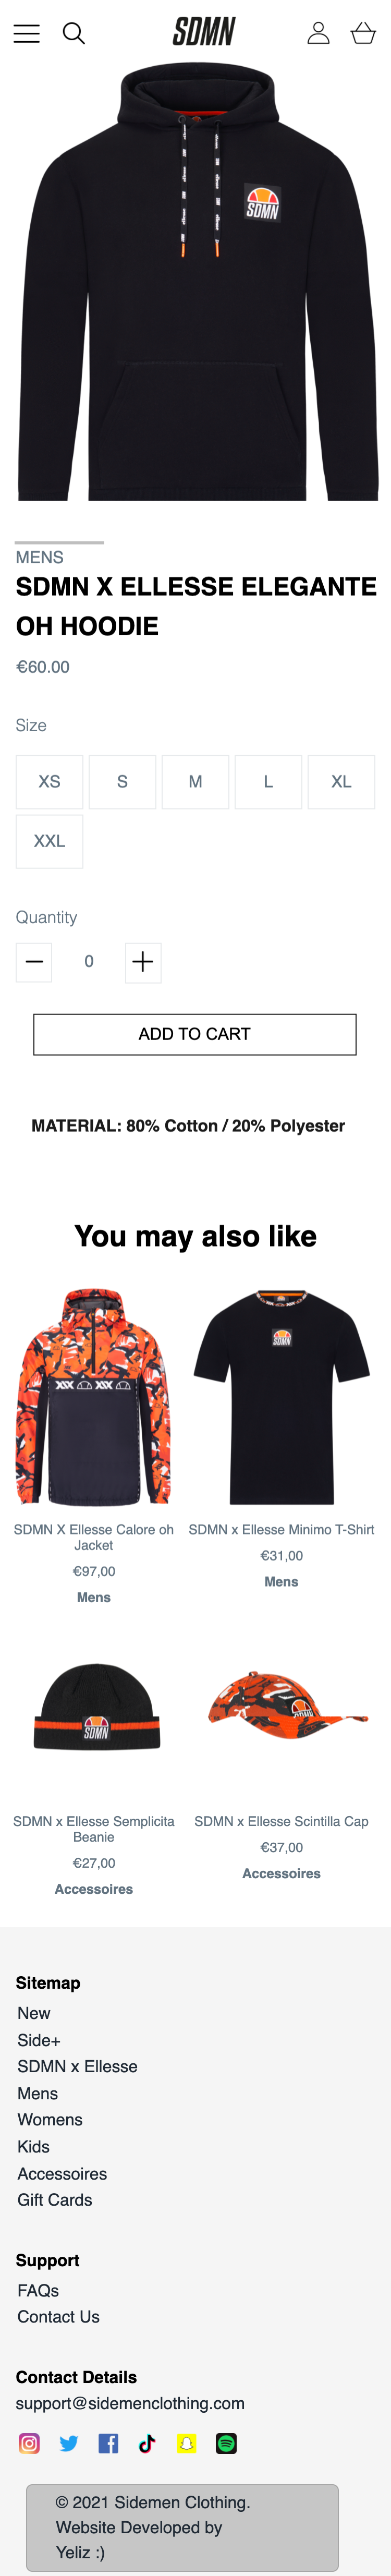 SDMN
SDMN
MENS
SDMN X ELLESSE ELEGANTE
OH HOODIE
€60.00
Size
XS S M L XL
XXL
Quantity
0
ADD TO CART
MATERIAL: 80% Cotton / 20% Polyester
You may also like
SDMN
SDMN X Ellesse Calore oh
Jacket
€97,00
Mens
SDMN x Ellesse Minimo T-Shirt
€31,00
Mens
SDMN
SDMN x Ellesse Semplicita
Beanie
€27,00
Accessoires
SDMN x Ellesse Scintilla Cap
€37,00
Accessoires
Sitemap
New
Side+
SDMN x Ellesse
Mens
Womens
Kids
Accessoires
Gift Cards
Support
FAQs
Contact Us
Contact Details
support@sidemenclothing.com
© 2021 Sidemen Clothing.
Website Developed by
Yeliz :)